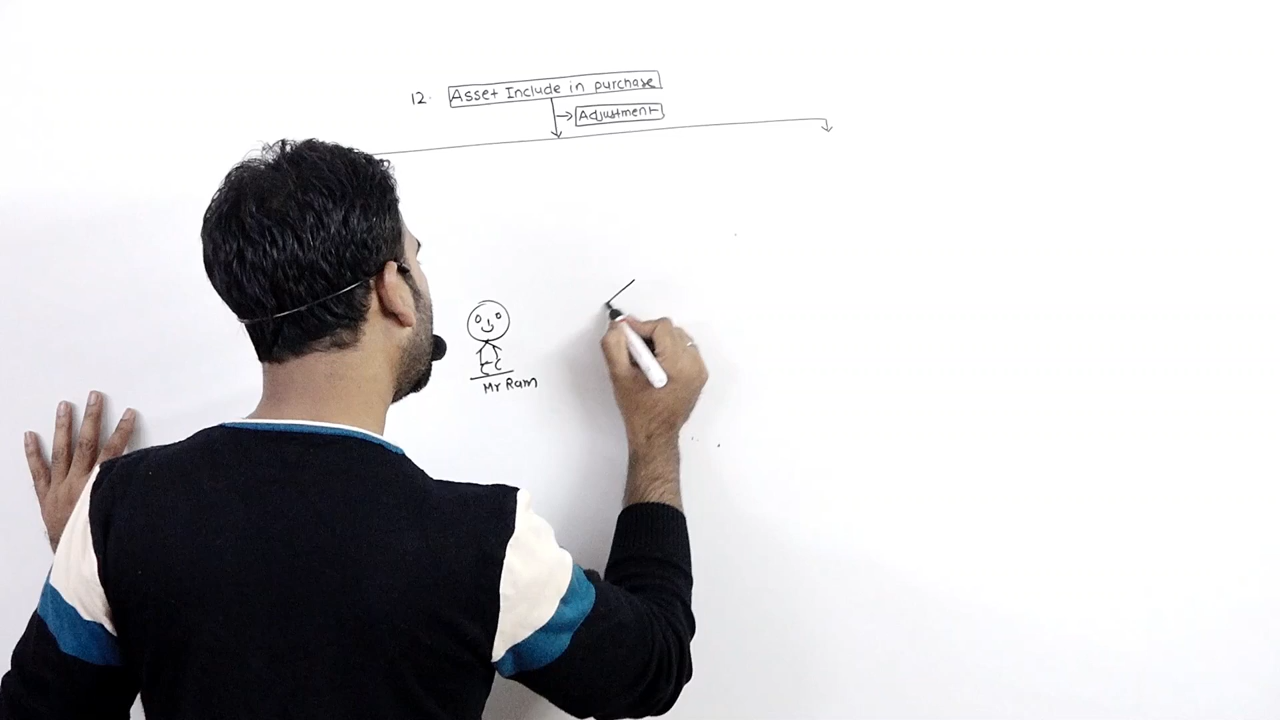 12. Asset Include in purchase
Adjustment
Mr Ram